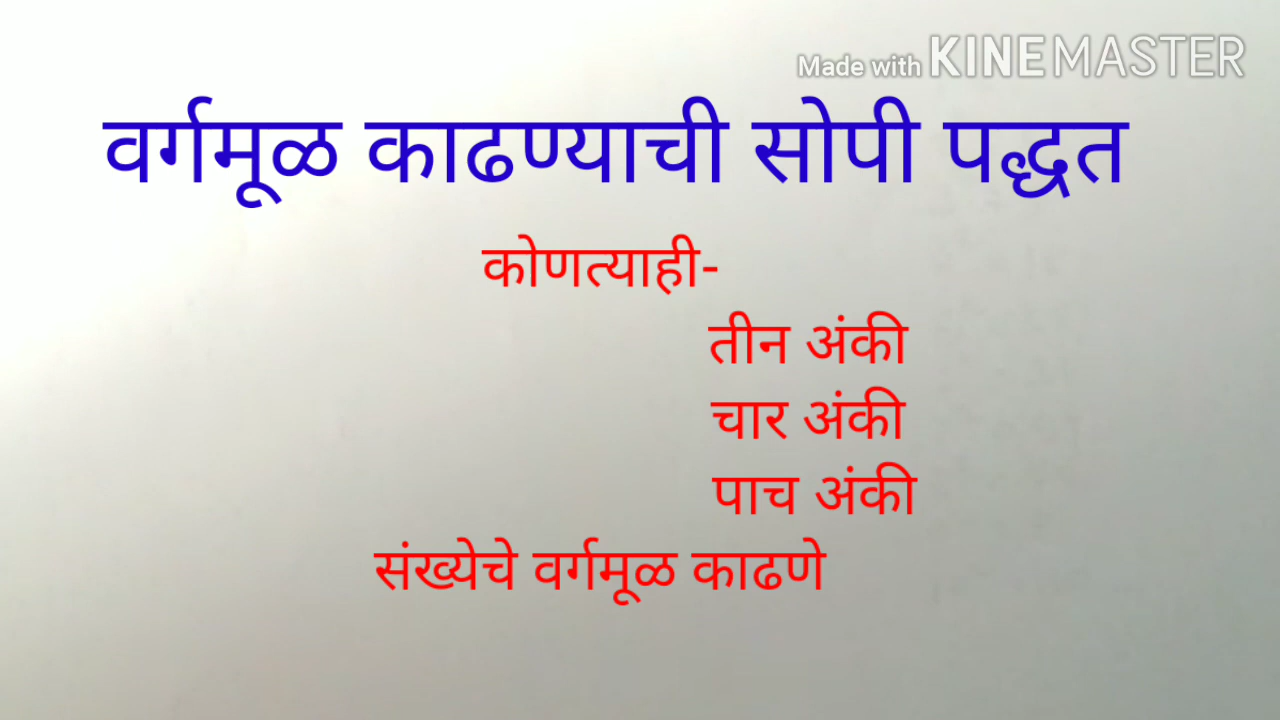 Made with KINEMASTER
वर्गमूळ काढण्याची सोपी पद्धत
कोणत्याही-
तीन अंकी
चार अंकी
पाच अंकी
संख्येचे वर्गमूळ काढणे